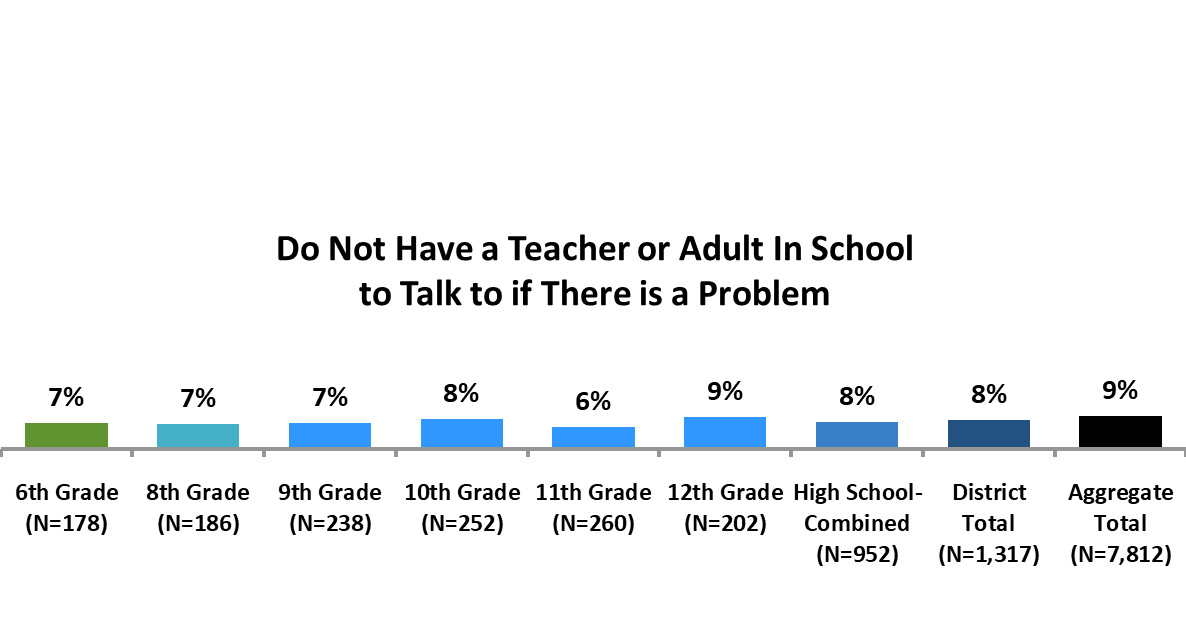 Do Not Have a Teacher or Adult In School
to Talk to if There is a Problem
7%
7%
7%
8%
6%
9%
8%
8%
9%
6th Grade
(N=178)
8th Grade
(N=186)
9th Grade
(N=238)
10th Grade
(N=252)
11th Grade
(N=260)
12th Grade
(N=202)
High School-
Combined
(N=952)
District
Total
(N=1,317)
Aggregate
Total
(N=7,812)